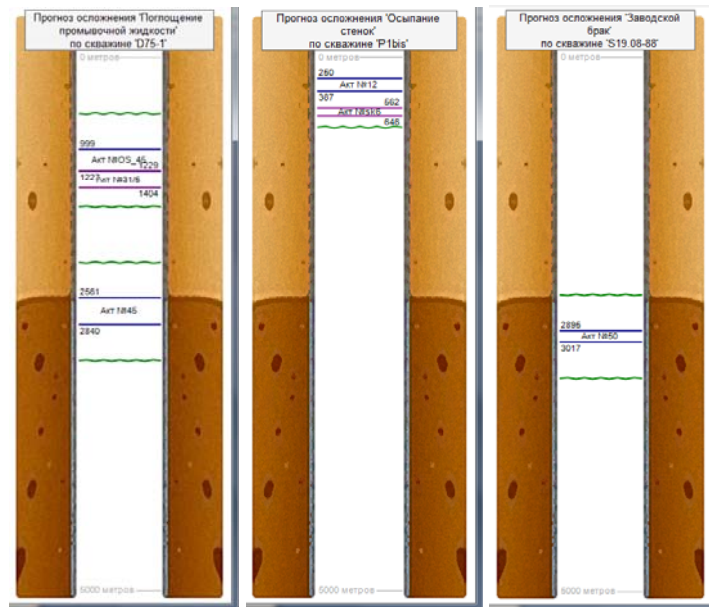 Прогноз осложнения 'Поглощение
промывочной жидкости'
по скважине 'D75-1'
0 метров
999
Акт №OS_45
1229
1227
Акт №31/5
1404
2561
Акт №45
2840
5000 метров
Прогноз осложнения 'Осыпание
стенок'
по скважине 'P1bis'
0 метров
260
Акт №12
387
562
646
5000 метров
Прогноз осложнения 'Заводской
брак'
по скважине 'S19.08-88'
0 метров
2895
Акт №50
3017
5000 метров